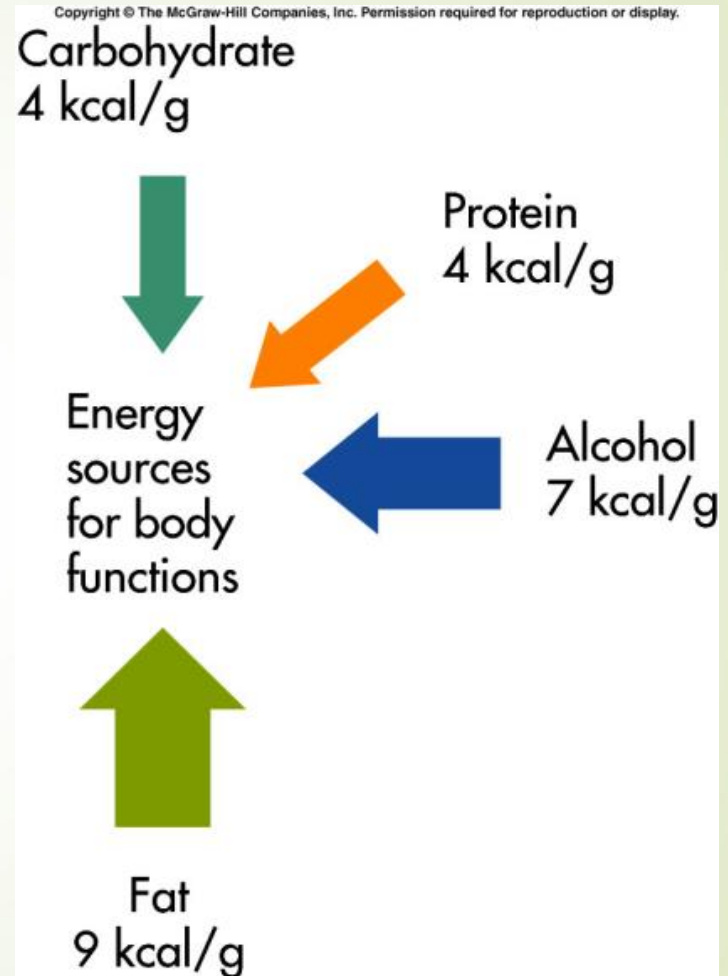 Copyright © The McGraw-Hill Companies, Inc. Permission required for reproduction or display.
Carbohydrate
4 kcal/g
Protein
4 kcal/g
Energy
sources
for body
functions
Alcohol
7 kcal/g
Fat
9 kcal/g